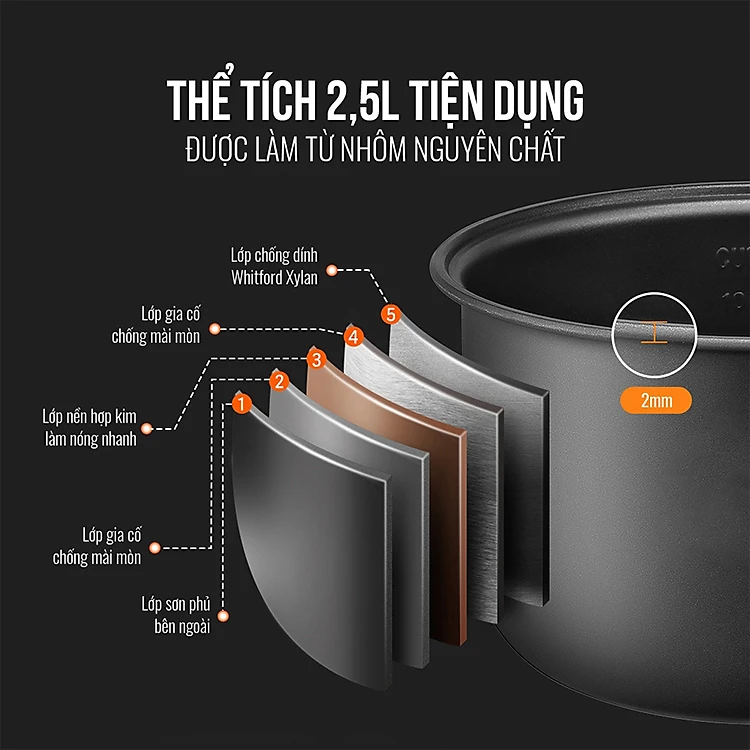 THỂ TÍCH 2,5L TIỆN DỤNG
ĐƯỢC LÀM TỪ NHÔM NGUYÊN CHẤT
Lớp chống dính
Whitford Xylan
5
Lớp gia cố
chống mài mòn
4
3
2
1
Lớp nền hợp kim
làm nóng nhanh
Lớp gia cố
chống mài mòn
Lớp sơn phủ
bên ngoài
CU
10
2mm